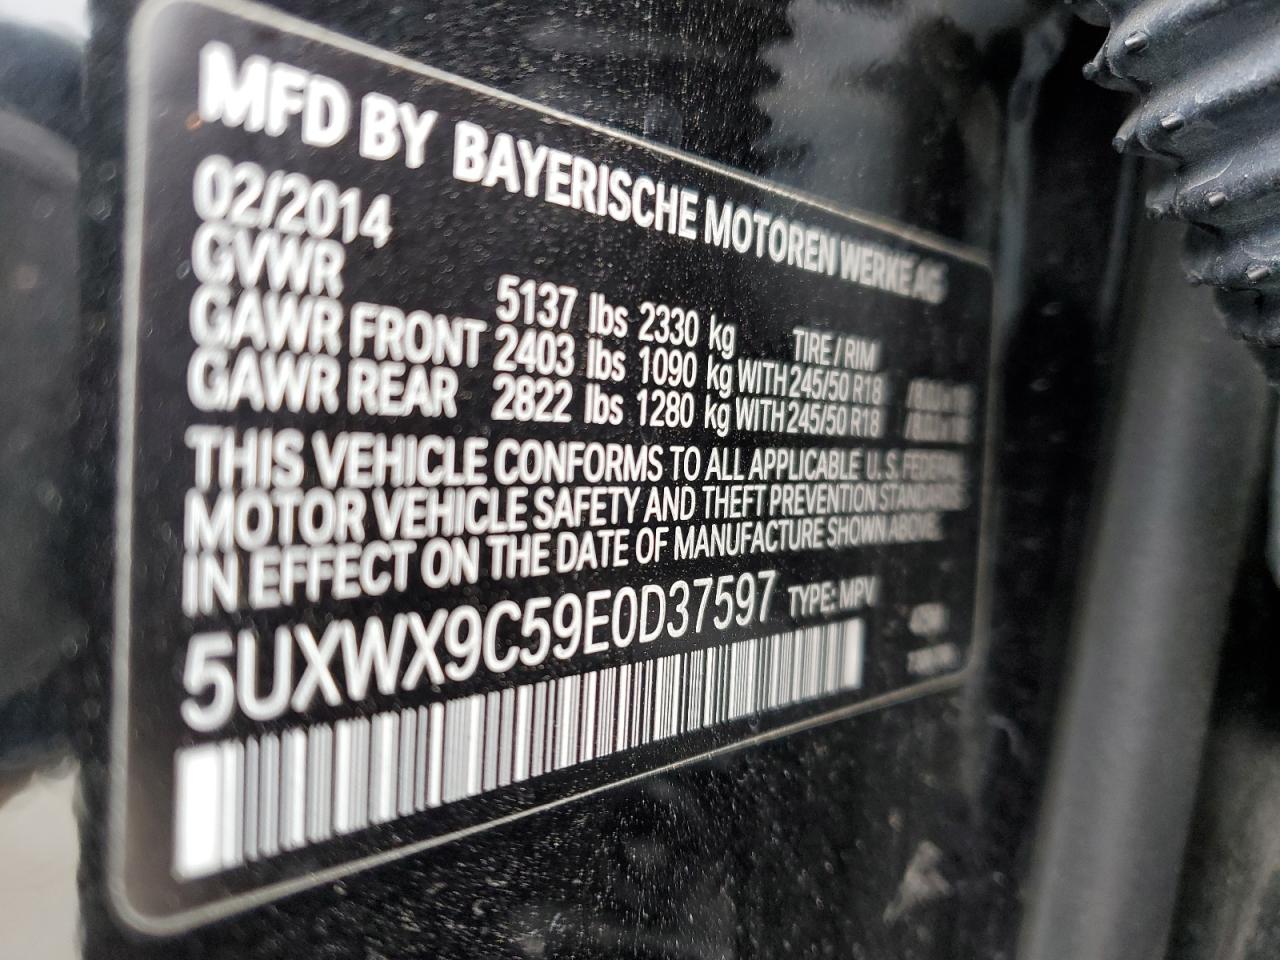 MFD BY BAYERISCHE MOTOREN WERKE AG
02/2014
GVWR 5137 lbs 2330 kg TIRE / RIM
GAWR FRONT 2403 lbs 1090 kg WITH 245/50 R18
GAWR REAR 2822 lbs 1280 kg WITH 245/50 R18
THIS VEHICLE CONFORMS TO ALL APPLICABLE U.S. FEDERAL
MOTOR VEHICLE SAFETY AND THEFT PREVENTION STANDARDS
IN EFFECT ON THE DATE OF MANUFACTURE SHOWN ABOVE.
5UXWX9C59E0D37597 TYPE: MPV